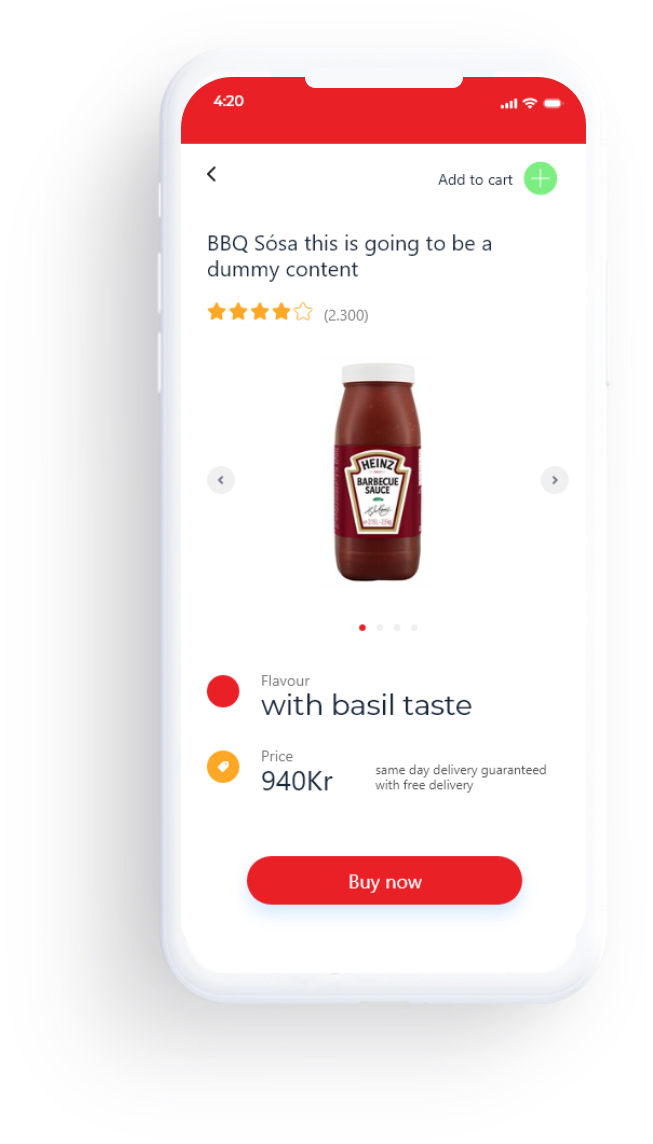 4:20
Add to cart
BBQ Sósa this is going to be a
dummy content
(2.300)
HEINZ
BARBECUE
SAUCE
Flavour
with basil taste
Price
940Kr
same day delivery guaranteed
with free delivery
Buy now